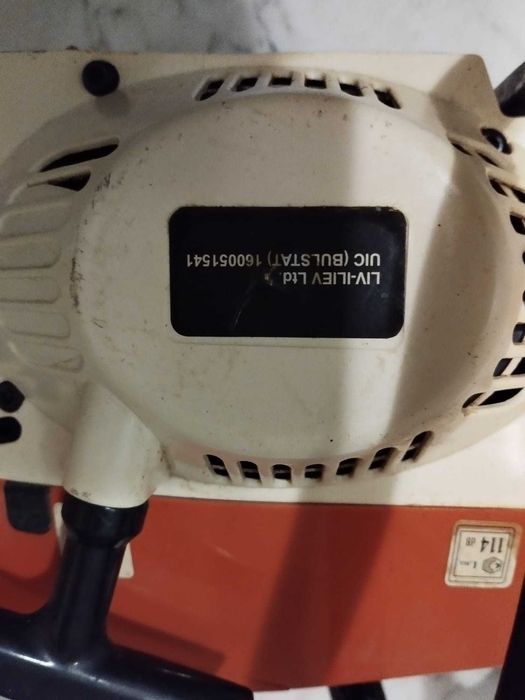 LIV-ILIEV Ltd.
UIC (BULSTAT) 160051541
114
dB